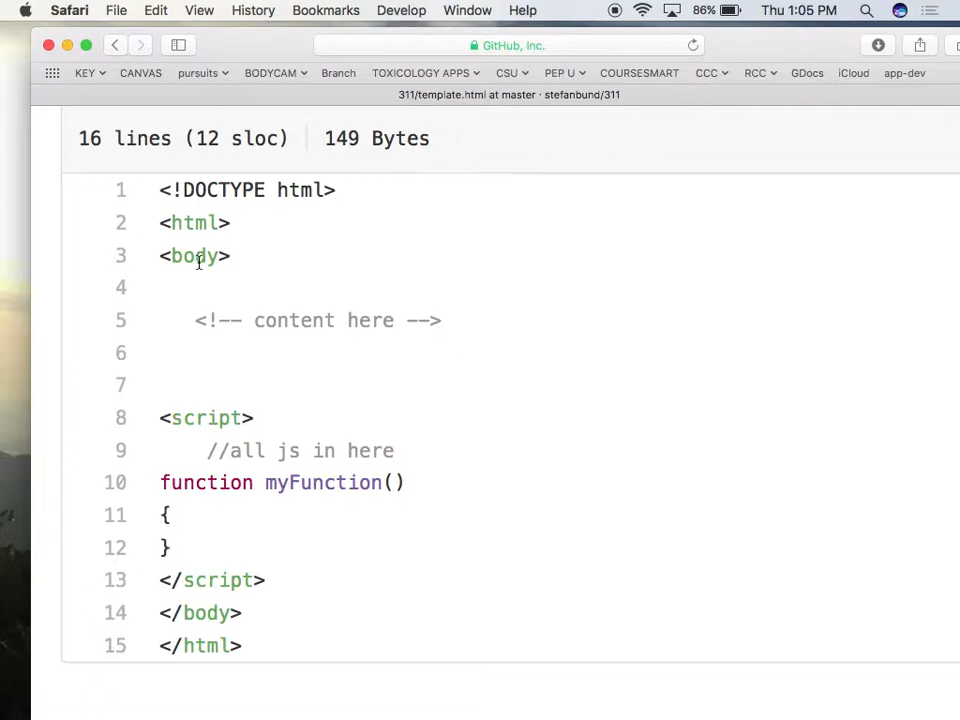 Safari File Edit View History Bookmarks Develop Window Help 86% Thu 1:05 PM
GitHub, Inc.
KEY CANVAS pursuits BODYCAM Branch TOXICOLOGY APPS CSU PEP U COURSESMART CCC RCC GDocs iCloud app-dev
311/template.html at master · stefanbund/311
16 lines (12 sloc) 149 Bytes
1 <!DOCTYPE html>
2 <html>
3 <body>
4
5 <!-- content here -->
6
7
8 <script>
9 //all js in here
10 function myFunction()
11 {
12 }
13 </script>
14 </body>
15 </html>